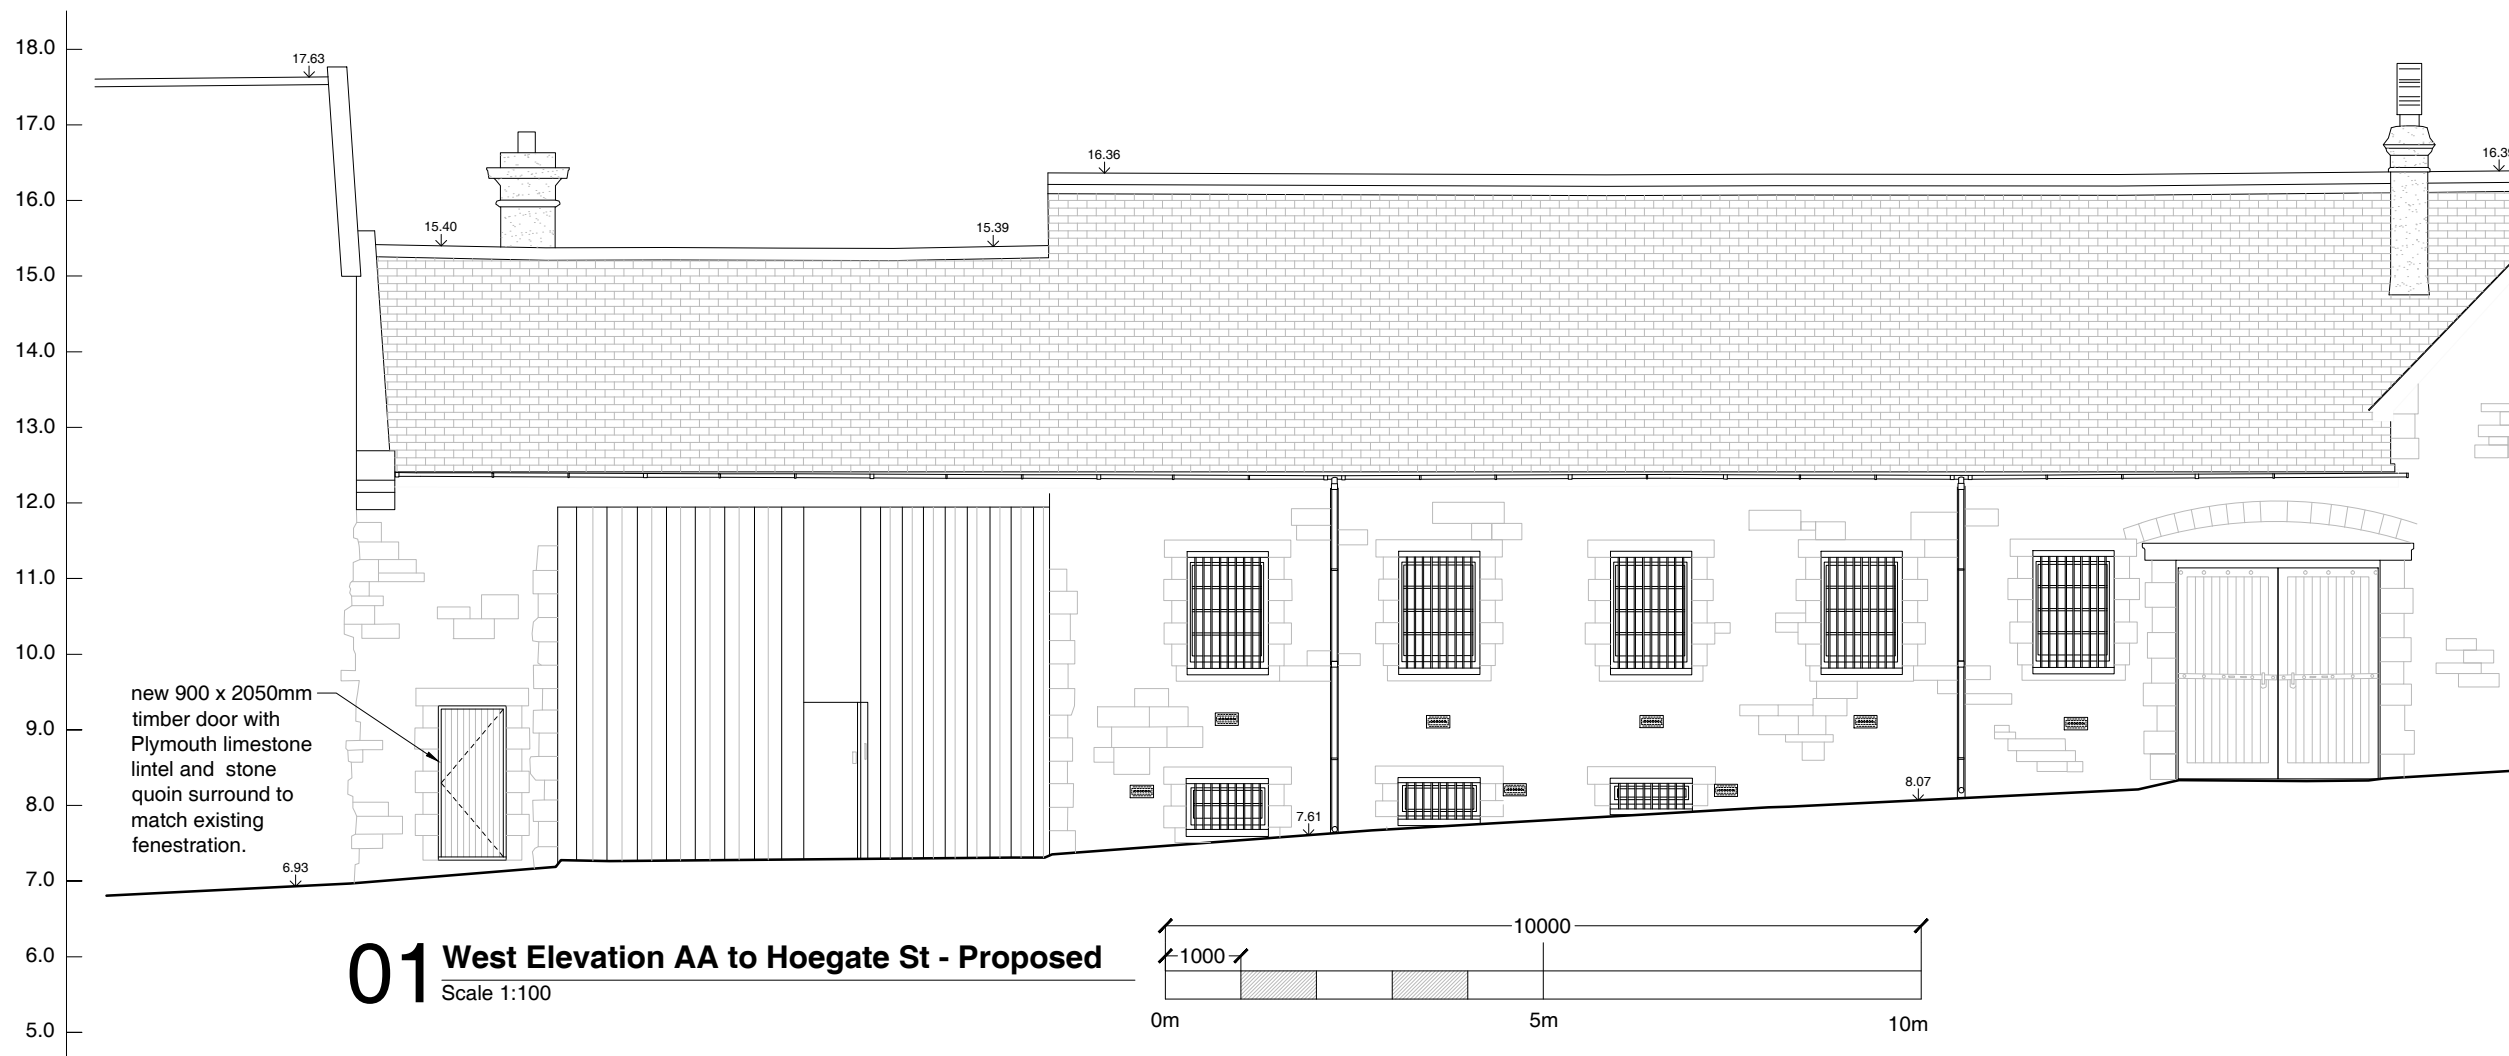 18.0
17.63
17.0
16.36
16.39
16.0
15.40
15.39
15.0
14.0
13.0
12.0
11.0
10.0
new 900 x 2050mm
timber door with
Plymouth limestone
lintel and stone
quoin surround to
match existing
fenestration.
9.0
8.0
8.07
7.61
7.0
6.93
6.0
5.0
01
West Elevation AA to Hoegate St - Proposed
Scale 1:100
10000
1000
0m
5m
10m